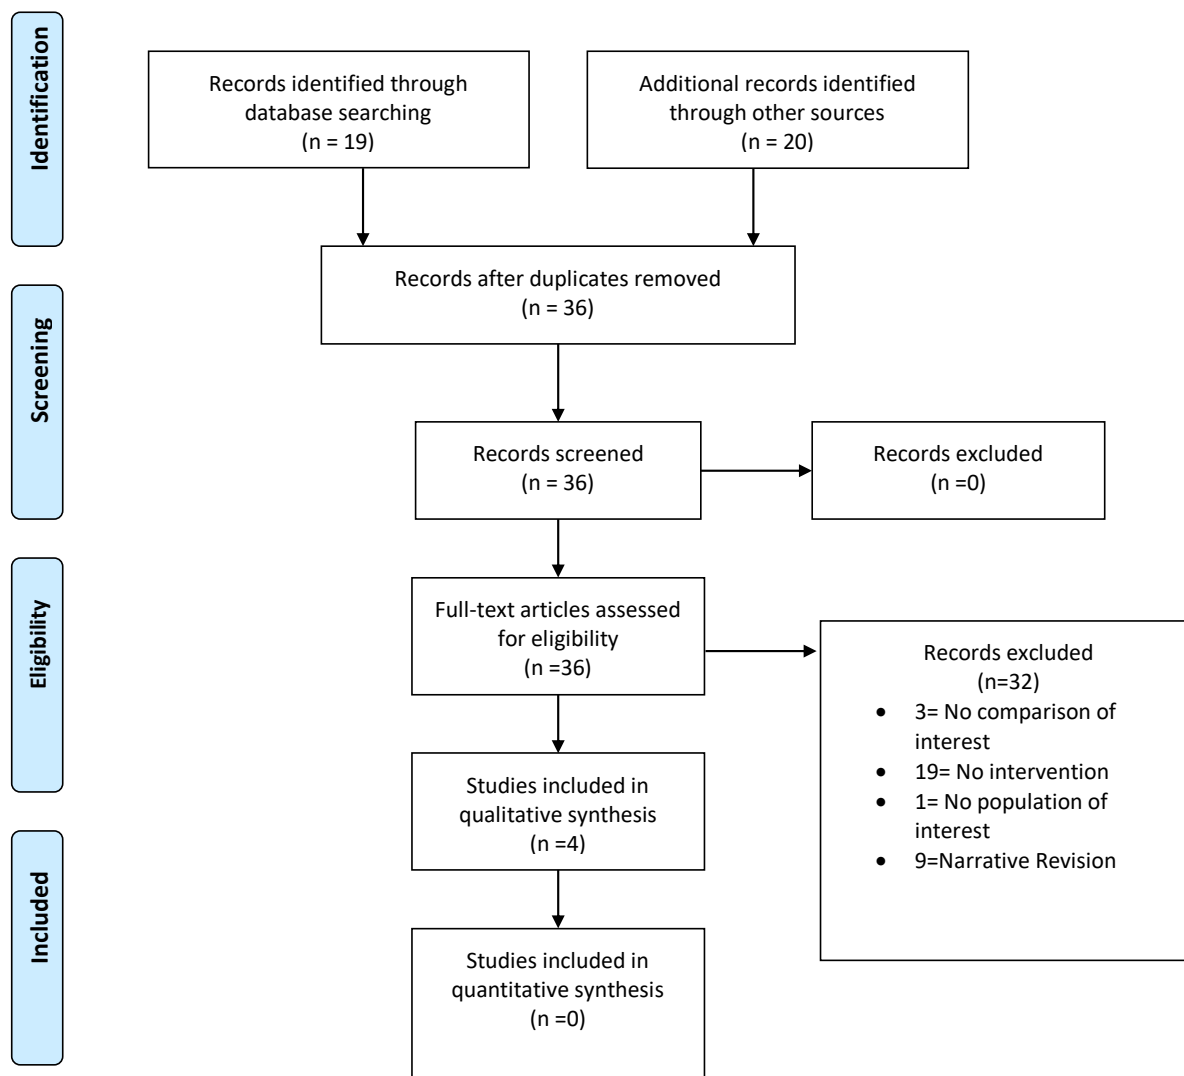 Identification
Records identified through
database searching
(n = 19)
Additional records identified
through other sources
(n = 20)
Records after duplicates removed
(n = 36)
Screening
Records screened
(n = 36)
Records excluded
(n =0)
Eligibility
Full-text articles assessed
for eligibility
(n =36)
Records excluded
(n=32)
• 3= No comparison of
interest
• 19= No intervention
• 1= No population of
interest
• 9=Narrative Revision
Studies included in
qualitative synthesis
(n =4)
Included
Studies included in
quantitative synthesis
(n =0)